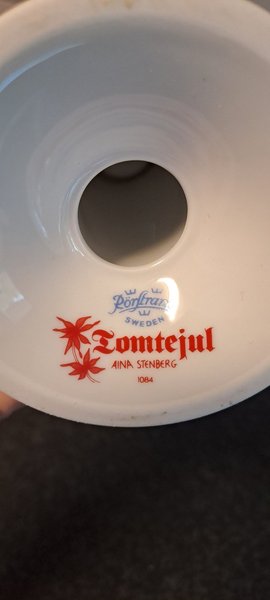 Rörstrand
SWEDEN
Tomtejul
AINA STENBERG
1084